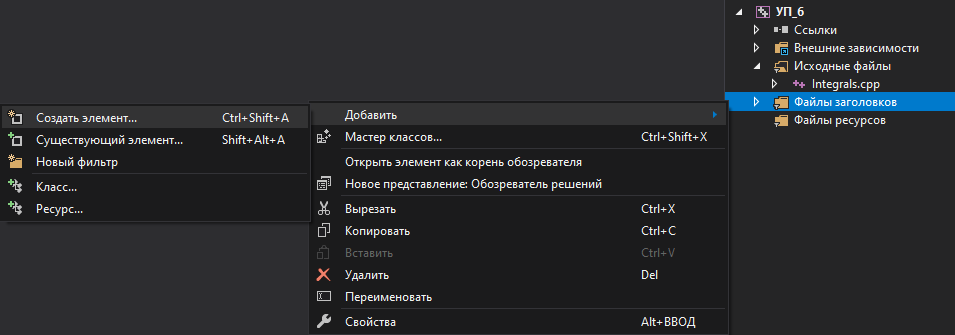 УП_6
Ссылки
Внешние зависимости
Исходные файлы
Integrals.cpp
Файлы заголовков
Файлы ресурсов
Добавить
Мастер классов... Ctrl+Shift+X
Открыть элемент как корень обозревателя
Новое представление: Обозреватель решений
Вырезать Ctrl+X
Копировать Ctrl+C
Вставить Ctrl+V
Удалить Del
Переименовать
Свойства Alt+ВВОД
Создать элемент... Ctrl+Shift+A
Существующий элемент... Shift+Alt+A
Новый фильтр
Класс...
Ресурс...